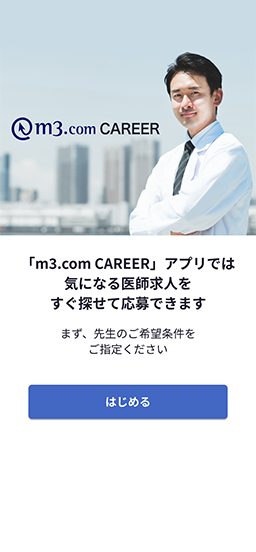 m3.com CAREER
「m3.com CAREER」アプリでは
気になる医師求人を
すぐ探せて応募できます
まず、先生のご希望条件を
ご指定ください
はじめる